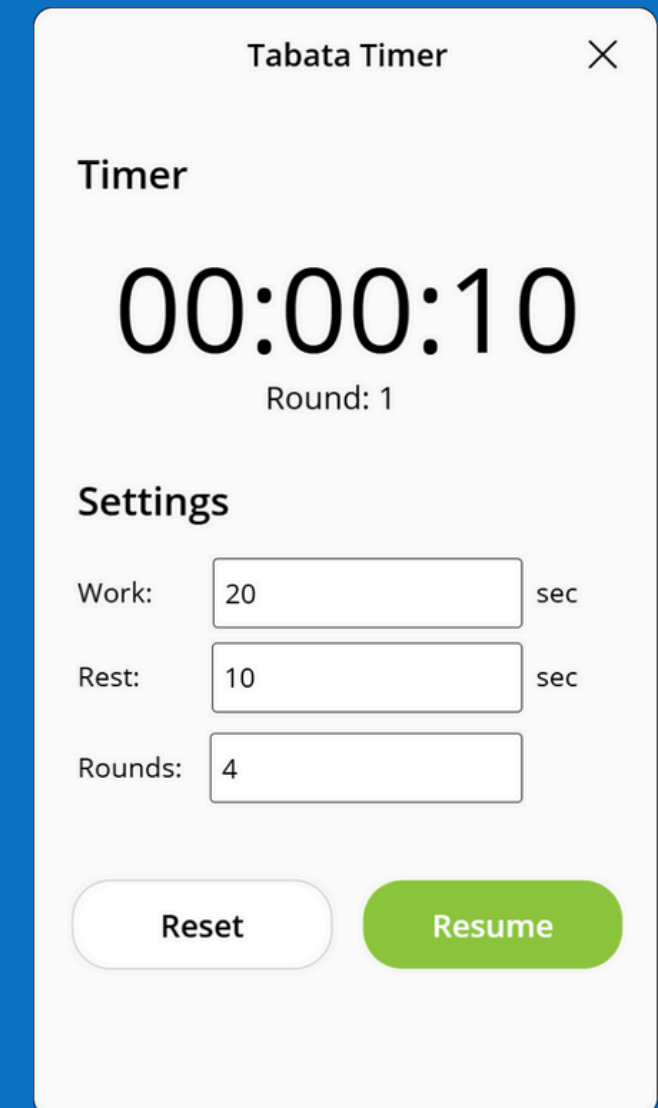 Tabata Timer
Timer
00:00:10
Round: 1
Settings
Work: 20 sec
Rest: 10 sec
Rounds: 4
Reset Resume